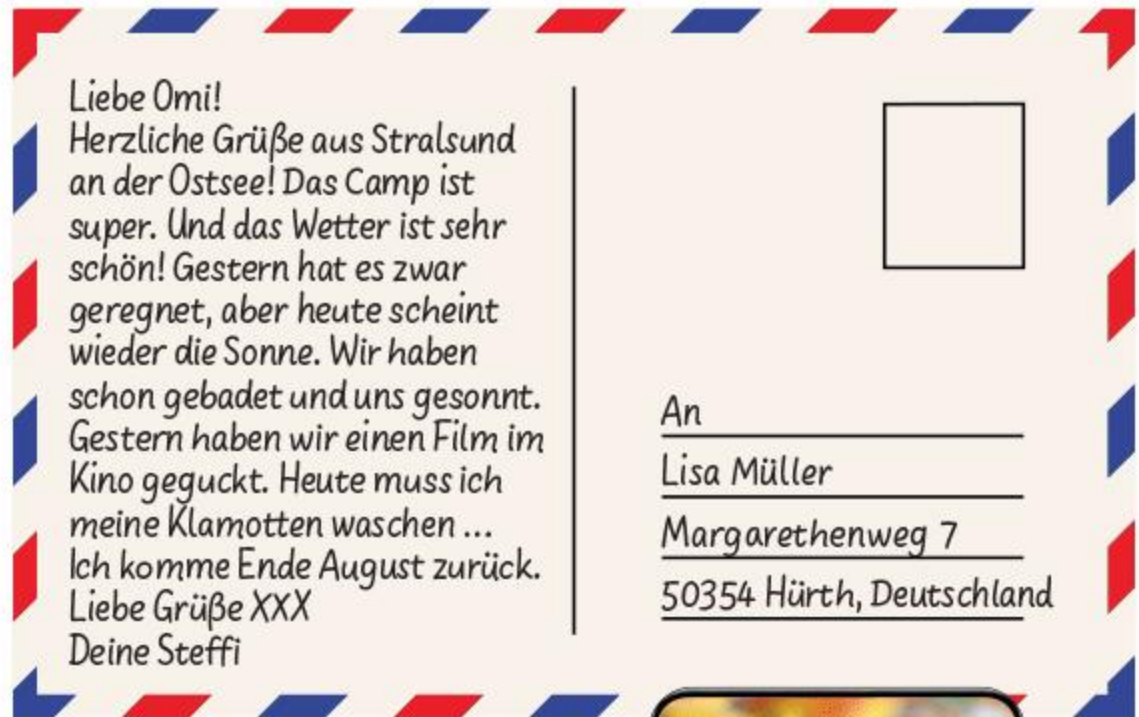 Liebe Omi!
Herzliche Grüße aus Stralsund
an der Ostsee! Das Camp ist
super. Und das Wetter ist sehr
schön! Gestern hat es zwar
geregnet, aber heute scheint
wieder die Sonne. Wir haben
schon gebadet und uns gesonnt.
Gestern haben wir einen Film im
Kino geguckt. Heute muss ich
meine Klamotten waschen ...
Ich komme Ende August zurück.
Liebe Grüße XXX
Deine Steffi
An
Lisa Müller
Margarethenweg 7
50354 Hürth, Deutschland